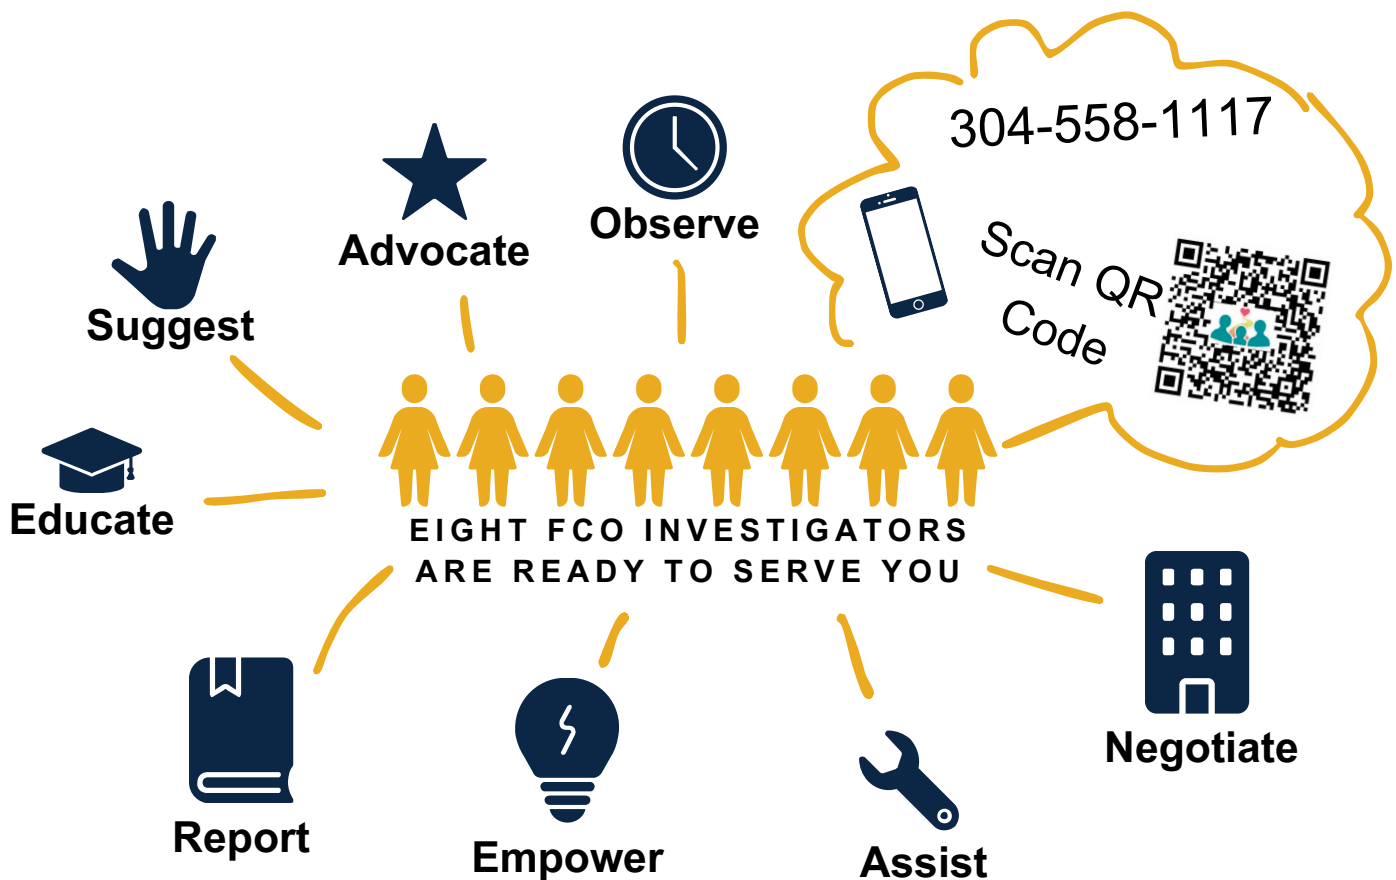 304-558-1117
Scan QR
Code
Observe
Advocate
Suggest
Educate
EIGHT FCO INVESTIGATORS
ARE READY TO SERVE YOU
Negotiate
Report
Empower
Assist